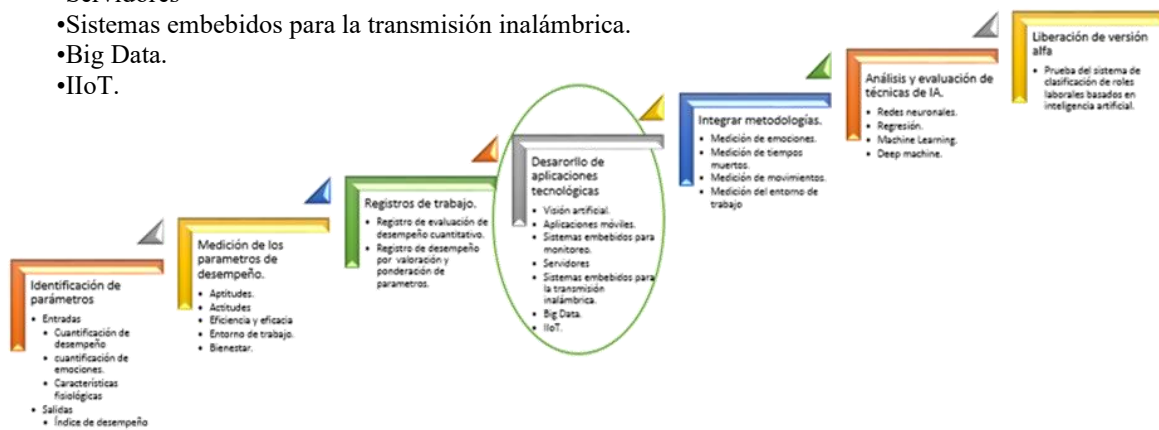 •Servidores
•Sistemas embebidos para la transmisión inalámbrica.
•Big Data.
•IIoT.
Identificación de
parámetros
• Entradas
• Cuantificación de
desempeño
• cuantificación de
emociones.
• Características
fisiológicas
• Salidas
• Índice de desempeño
Medición de los
parametros de
desempeño.
• Aptitudes.
• Actitudes
• Eficiencia y eficacia
• Entorno de trabajo.
• Bienestar.
Registros de trabajo.
• Registro de evaluación de
desempeño cuantitativo.
• Registro de desempeño
por valoración y
ponderación de
parametros.
Desarorllo de
aplicaciones
tecnológicas
• Visión artificial.
• Aplicaciones móviles.
• Sistemas embebidos para
monitoreo.
• Servidores
• Sistemas embebidos para
la transmisión
inalámbrica.
• Big Data.
• IIoT.
Integrar metodologías.
• Medición de emociones.
• Medición de tiempos
muertos.
• Medición de movimientos.
• Medición del entorno de
trabajo
Análisis y evaluación de
técnicas de IA.
• Redes neuronales.
• Regresión.
• Machine Learning.
• Deep machine.
Liberación de versión
alfa
• Prueba del sistema de
clasificación de roles
laborales basados en
inteligencia artificial.